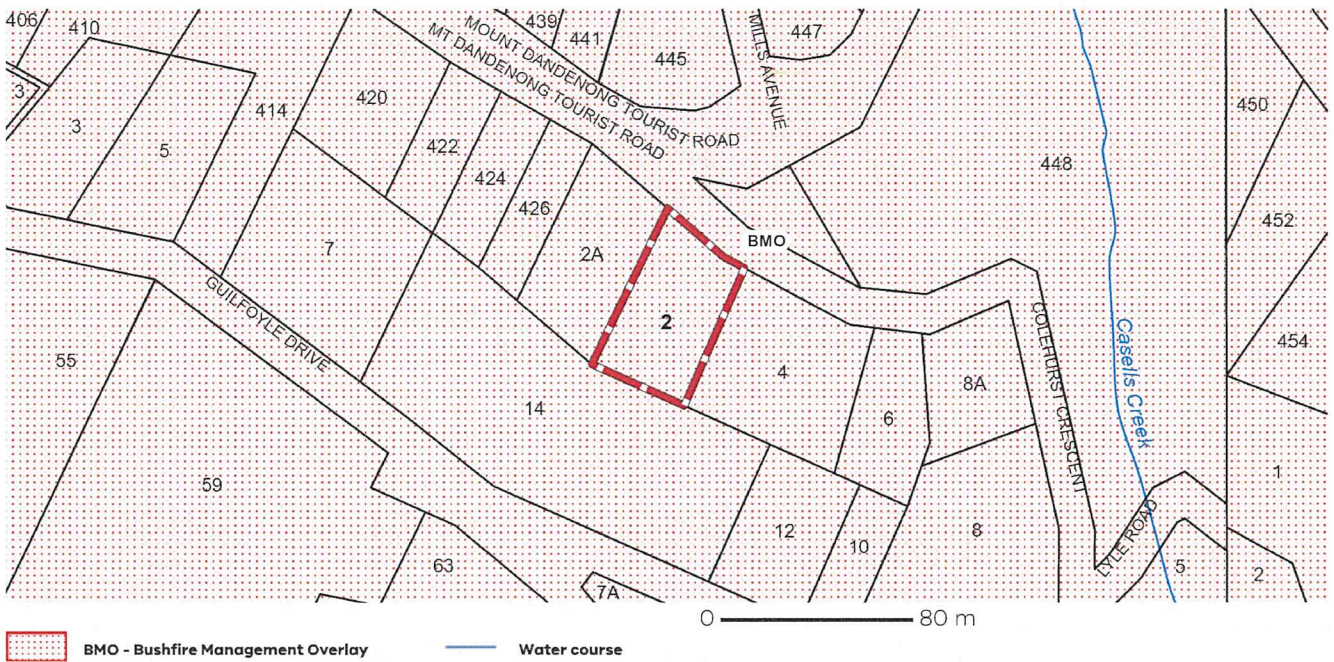 406
410
439
441
445
447
MOUNT DANDENONG TOURIST ROAD
MT DANDENONG TOURIST ROAD
MILLS AVENUE
3
3
5
414
420
422
424
426
448
450
452
454
7
2A
BMO
2
GUILFOYLE DRIVE
55
14
4
6
8A
COLEHURST CRESCENT
Casells Creek
59
63
7A
12
10
8
LYLE ROAD
5
1
2
0 80 m
BMO - Bushfire Management Overlay
Water course